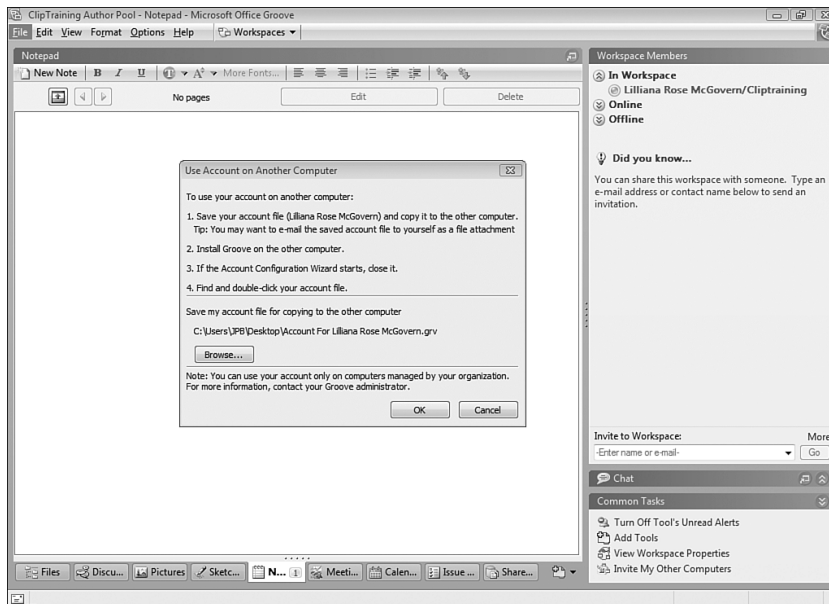 ClipTraining Author Pool - Notepad - Microsoft Office Groove
File Edit View Format Options Help Workspaces
Notepad
New Note B I U A More Fonts...
No pages Edit Delete
Use Account on Another Computer
To use your account on another computer:
1. Save your account file (Lilliana Rose McGovern) and copy it to the other computer.
Tip: You may want to e-mail the saved account file to yourself as a file attachment
2. Install Groove on the other computer.
3. If the Account Configuration Wizard starts, close it.
4. Find and double-click your account file.
Save my account file for copying to the other computer
C:\Users\JPB\Desktop\Account For Lilliana Rose McGovern.grv
Browse...
Note: You can use your account only on computers managed by your organization.
For more information, contact your Groove administrator.
OK Cancel
Workspace Members
In Workspace
Lilliana Rose McGovern/Cliptraining
Online
Offline
Did you know...
You can share this workspace with someone. Type an
e-mail address or contact name below to send an
invitation.
Invite to Workspace: More
-Enter name or e-mail- Go
Chat
Common Tasks
Turn Off Tool's Unread Alerts
Add Tools
View Workspace Properties
Invite My Other Computers
Files Discu... Pictures Sketc... N... Meeti... Calen... Issue ... Share...